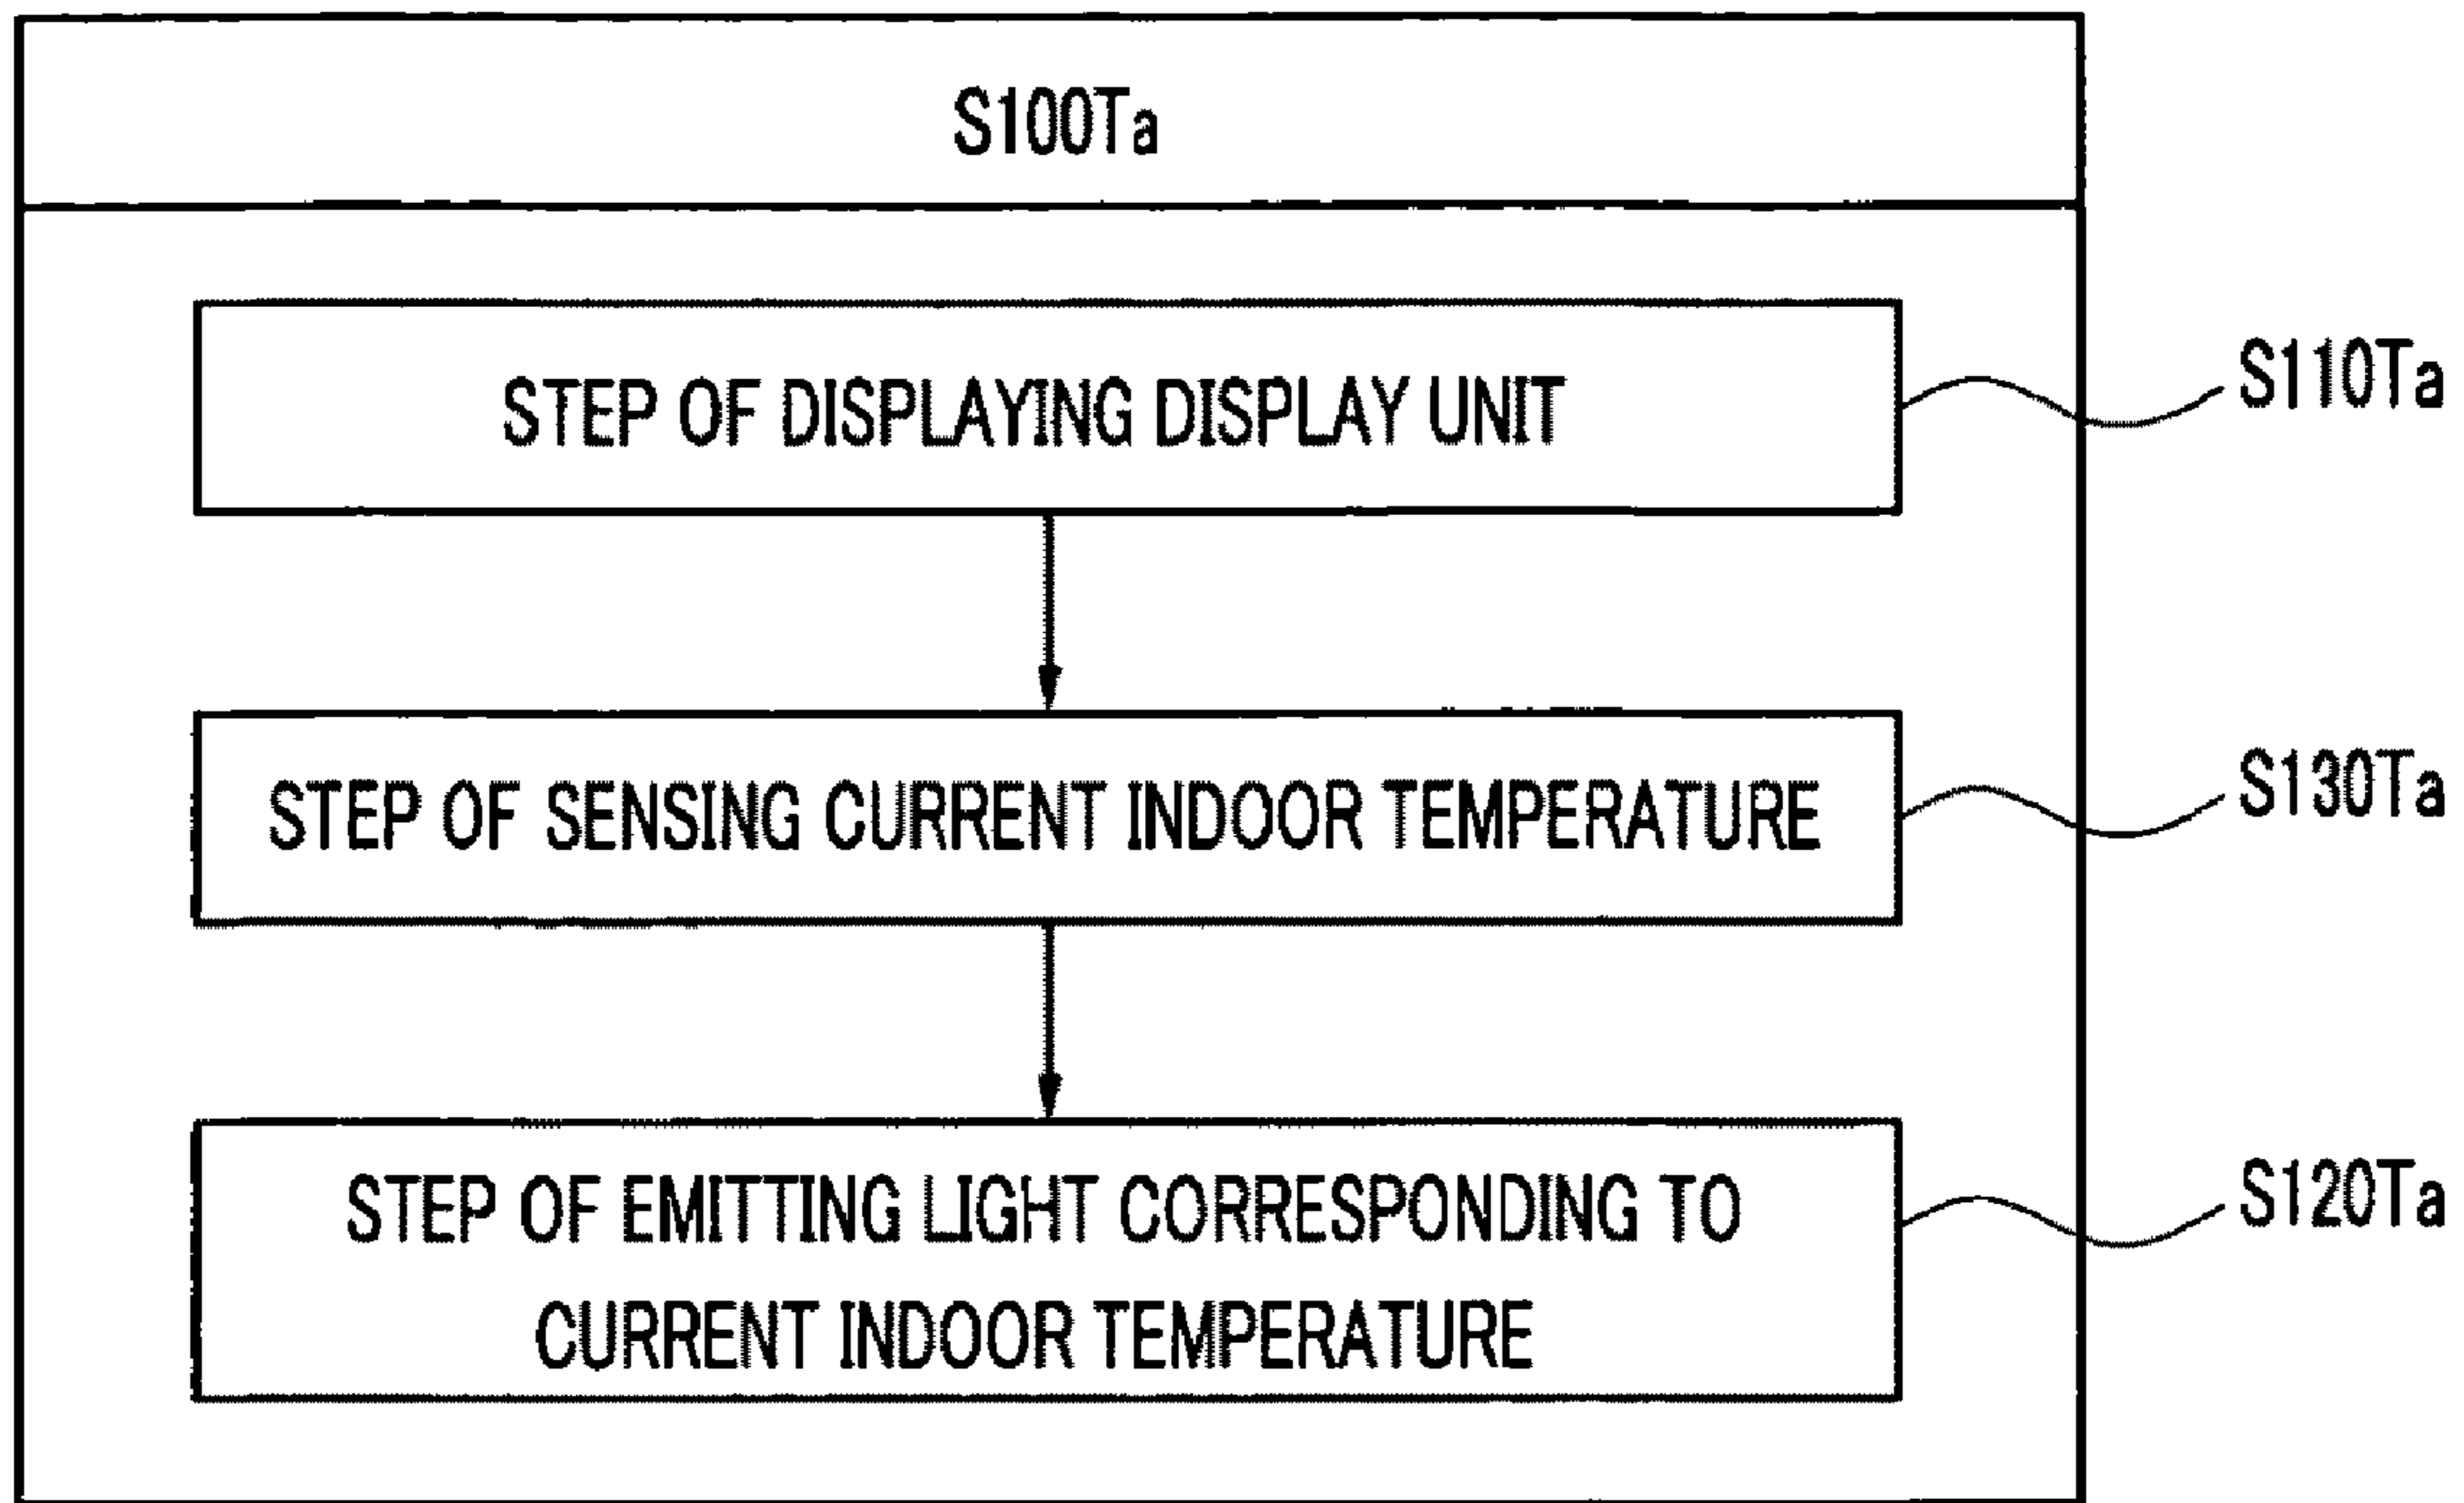 S100Ta
STEP OF DISPLAYING DISPLAY UNIT
S110Ta
STEP OF SENSING CURRENT INDOOR TEMPERATURE
S130Ta
STEP OF EMITTING LIGHT CORRESPONDING TO
CURRENT INDOOR TEMPERATURE
S120Ta